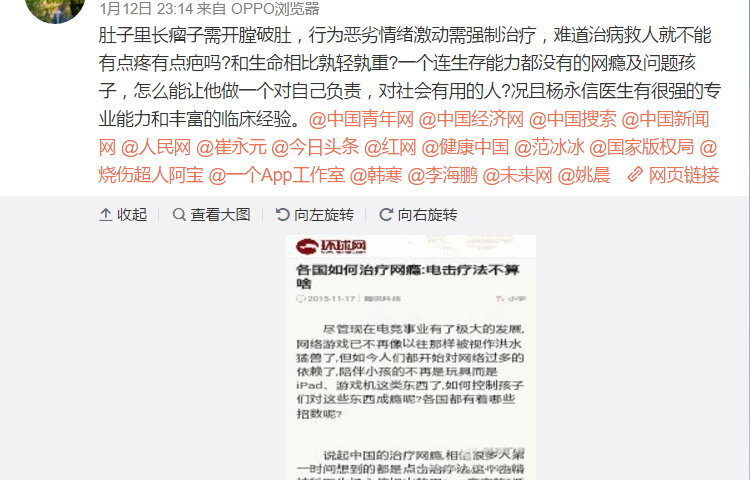 1月12日 23:14 来自 OPPO浏览器
肚子里长瘤子需开膛破肚，行为恶劣情绪激动需强制治疗，难道治病救人就不能
有点疼有点疤吗?和生命相比孰轻孰重?一个连生存能力都没有的网瘾及问题孩
子，怎么能让他做一个对自己负责，对社会有用的人?况且杨永信医生有很强的专
业能力和丰富的临床经验。@中国青年网 @中国经济网 @中国搜索 @中国新闻
网 @人民网 @崔永元 @今日头条 @红网 @健康中国 @范冰冰 @国家版权局 @
烧伤超人阿宝 @一个App工作室 @韩寒 @李海鹏 @未来网 @姚晨 网页链接
收起 查看大图 向左旋转 向右旋转
环球网
各国如何治疗网瘾:电击疗法不算
啥
2015-11-17 腾讯科技 小字
尽管现在电竞事业有了极大的发展,
网络游戏已不再像以往那样被视作洪水
猛兽了,但如今人们都开始对网络过多的
依赖了,陪伴小孩的不再是玩具而是
iPad、游戏机这类东西了,如何控制孩子
们对这些东西成瘾呢?各国都有着哪些
招数呢?
说起中国的治疗网瘾,相信很多人第
一时间想到的都是点击治疗法,这个由精